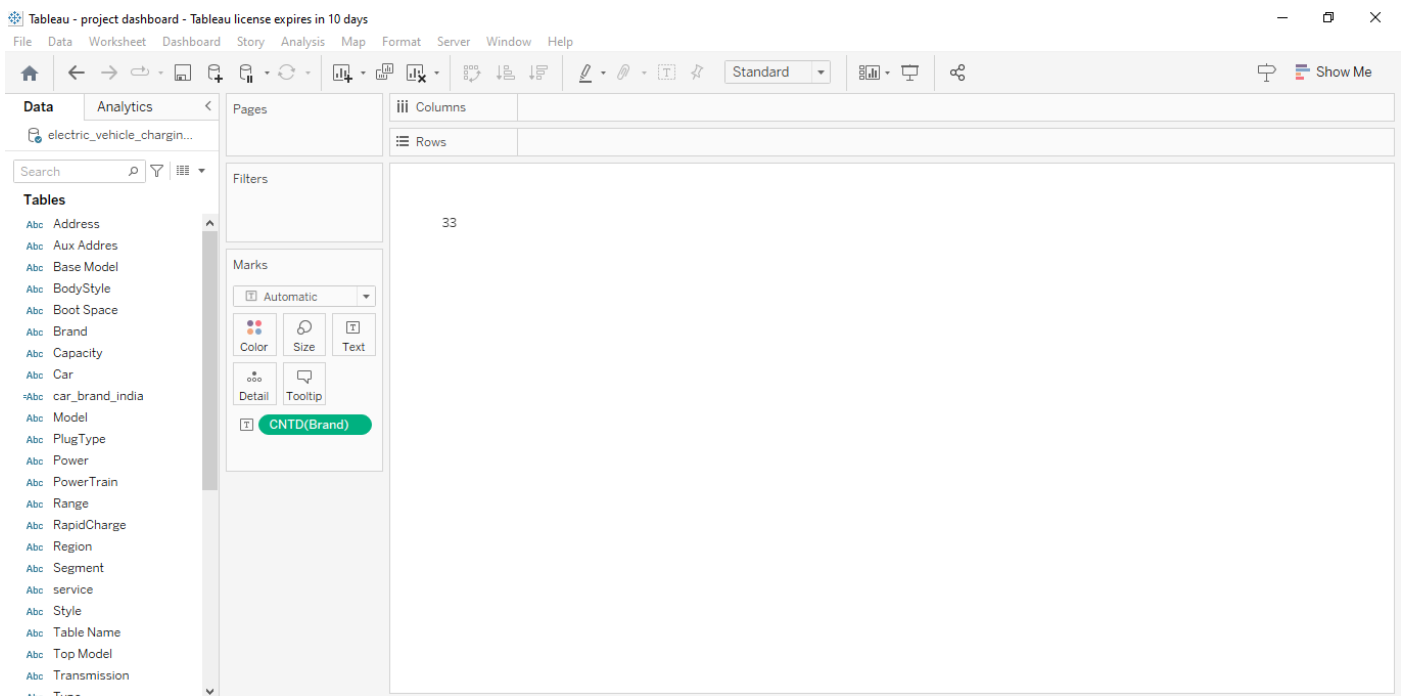 Tableau - project dashboard - Tableau license expires in 10 days
File Data Worksheet Dashboard Story Analysis Map Format Server Window Help
Standard
Show Me
Data Analytics
electric_vehicle_chargin...
Search
Tables
Abc Address
Abc Aux Addres
Abc Base Model
Abc BodyStyle
Abc Boot Space
Abc Brand
Abc Capacity
Abc Car
=Abc car_brand_india
Abc Model
Abc PlugType
Abc Power
Abc PowerTrain
Abc Range
Abc RapidCharge
Abc Region
Abc Segment
Abc service
Abc Style
Abc Table Name
Abc Top Model
Abc Transmission
Pages
Filters
Marks
T Automatic
Color Size Text
Detail Tooltip
T CNTD(Brand)
Columns
Rows
33